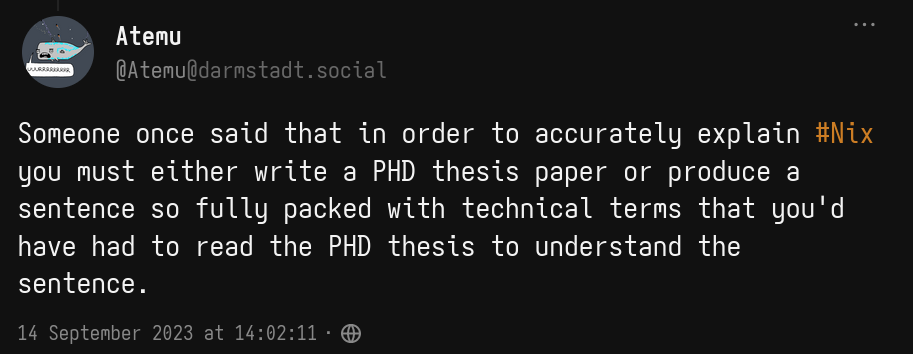 Atemu
@Atemu@darmstadt.social
Someone once said that in order to accurately explain #Nix
you must either write a PHD thesis paper or produce a
sentence so fully packed with technical terms that you'd
have had to read the PHD thesis to understand the
sentence.
14 September 2023 at 14:02:11 ·